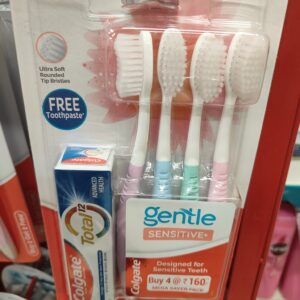 Ultra Soft
Rounded
Tip Bristles
FREE
Toothpaste*
Colgate
Total 12
ADVANCED
HEALTH
Colgate
gentle
SENSITIVE+
Designed for
Sensitive Teeth
Buy 4 @ ₹160
MEGA SAVER PACK